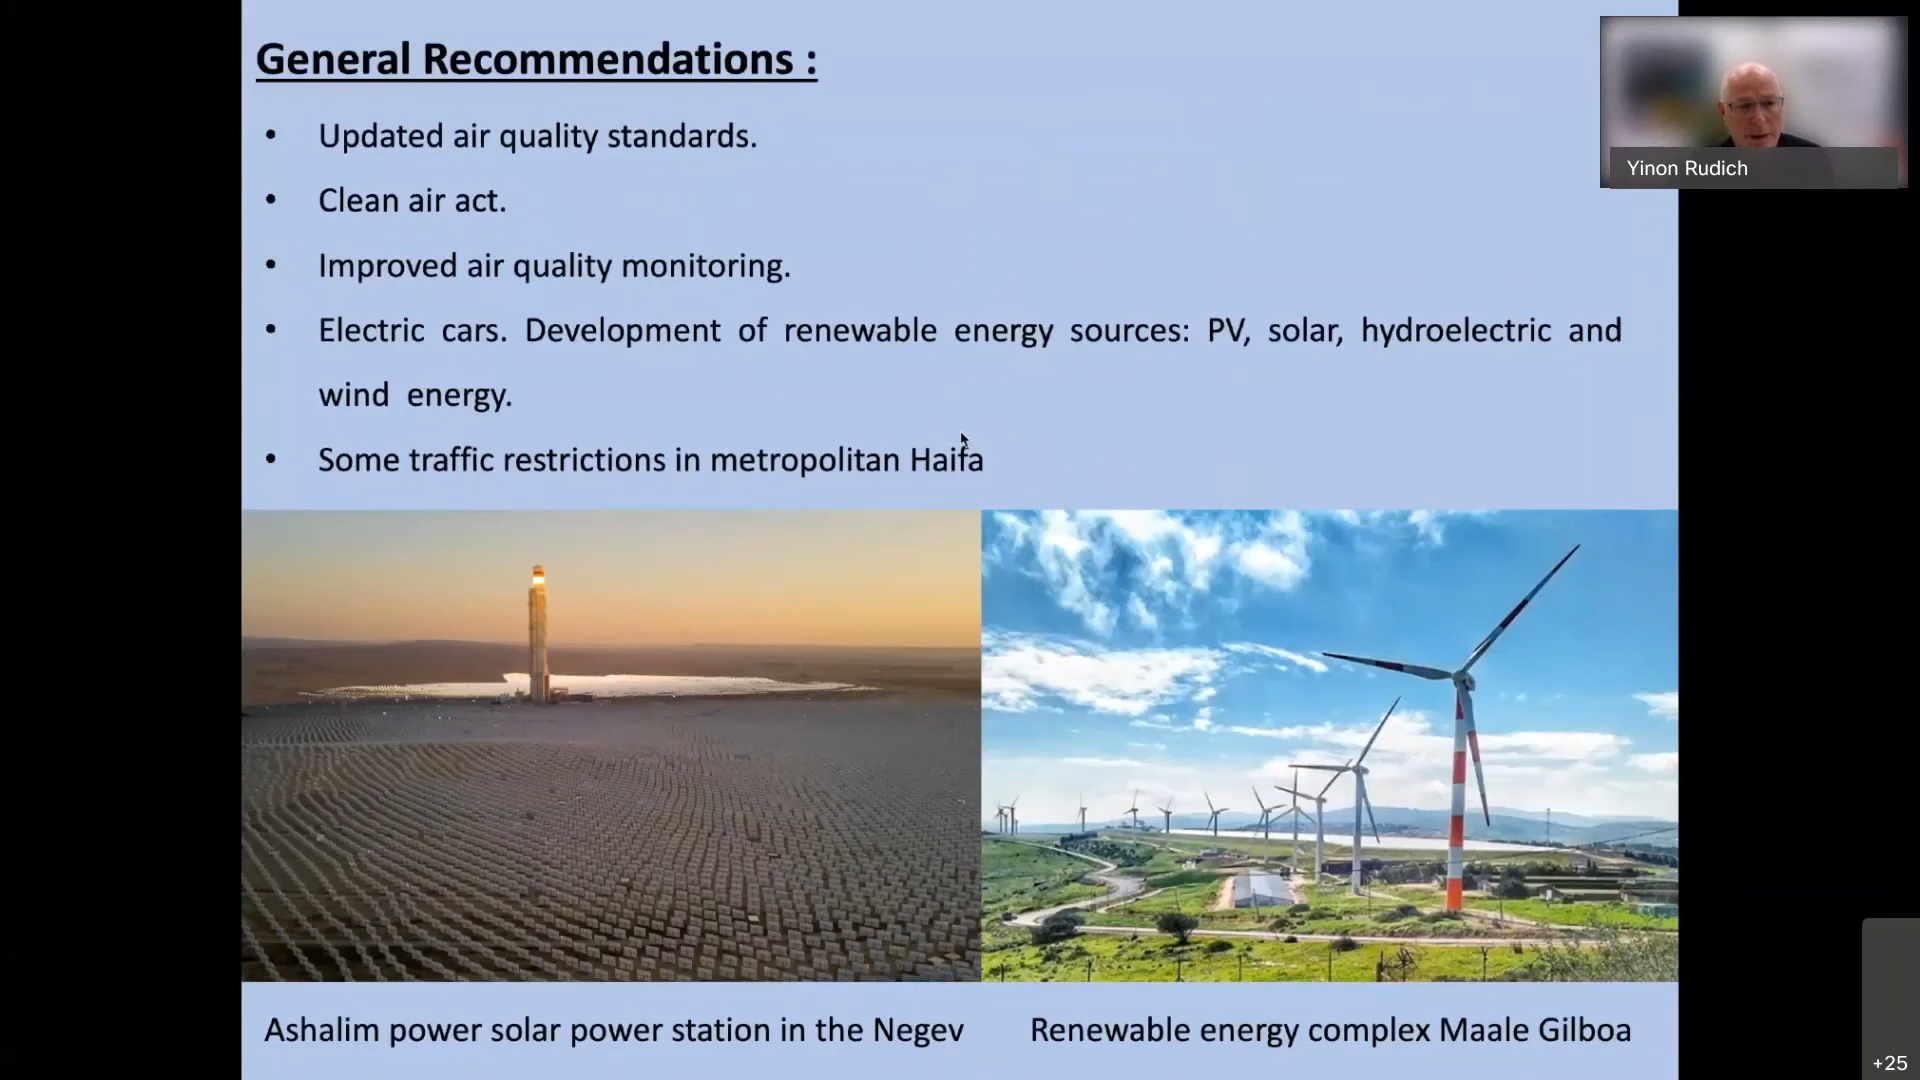 General Recommendations :
• Updated air quality standards.
• Clean air act.
• Improved air quality monitoring.
• Electric cars. Development of renewable energy sources: PV, solar, hydroelectric and
wind energy.
• Some traffic restrictions in metropolitan Haifa
Ashalim power solar power station in the Negev
Renewable energy complex Maale Gilboa
Yinon Rudich
+25